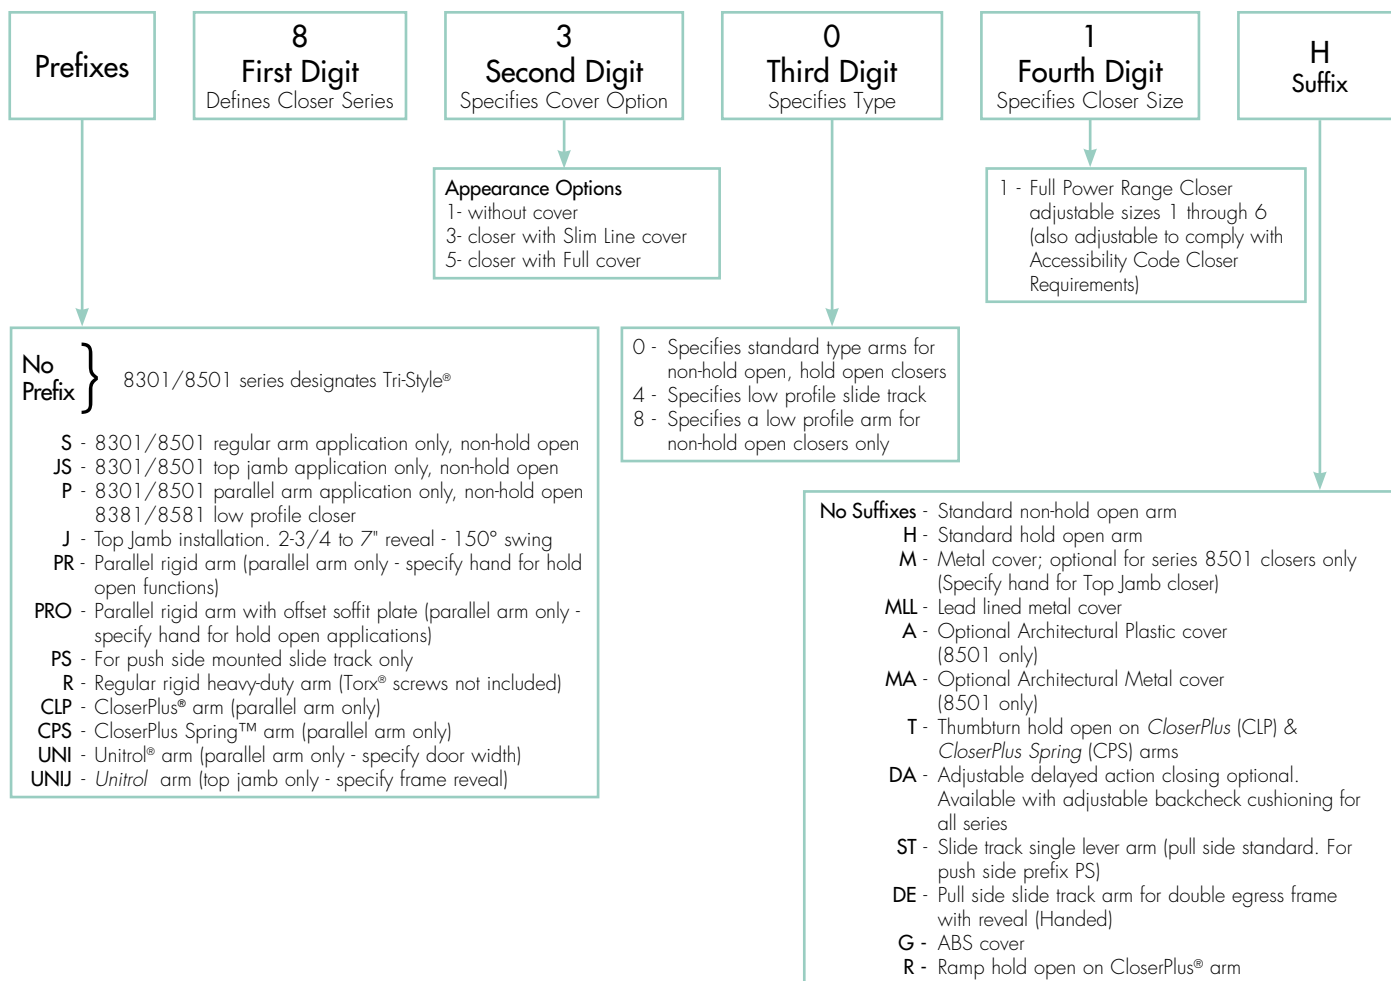 Prefixes
8
First Digit
Defines Closer Series
3
Second Digit
Specifies Cover Option
0
Third Digit
Specifies Type
1
Fourth Digit
Specifies Closer Size
H
Suffix
Appearance Options
1- without cover
3- closer with Slim Line cover
5- closer with Full cover
1 - Full Power Range Closer
adjustable sizes 1 through 6
(also adjustable to comply with
Accessibility Code Closer
Requirements)
No
Prefix } 8301/8501 series designates Tri-Style®
S - 8301/8501 regular arm application only, non-hold open
JS - 8301/8501 top jamb application only, non-hold open
P - 8301/8501 parallel arm application only, non-hold open
8381/8581 low profile closer
J - Top Jamb installation. 2-3/4 to 7" reveal - 150° swing
PR - Parallel rigid arm (parallel arm only - specify hand for hold
open functions)
PRO - Parallel rigid arm with offset soffit plate (parallel arm only -
specify hand for hold open applications)
PS - For push side mounted slide track only
R - Regular rigid heavy-duty arm (Torx® screws not included)
CLP - CloserPlus® arm (parallel arm only)
CPS - CloserPlus Spring™ arm (parallel arm only)
UNI - Unitrol® arm (parallel arm only - specify door width)
UNIJ - Unitrol arm (top jamb only - specify frame reveal)
0 - Specifies standard type arms for
non-hold open, hold open closers
4 - Specifies low profile slide track
8 - Specifies a low profile arm for
non-hold open closers only
No Suffixes - Standard non-hold open arm
H - Standard hold open arm
M - Metal cover; optional for series 8501 closers only
(Specify hand for Top Jamb closer)
MLL - Lead lined metal cover
A - Optional Architectural Plastic cover
(8501 only)
MA - Optional Architectural Metal cover
(8501 only)
T - Thumbturn hold open on CloserPlus (CLP) &
CloserPlus Spring (CPS) arms
DA - Adjustable delayed action closing optional.
Available with adjustable backcheck cushioning for
all series
ST - Slide track single lever arm (pull side standard. For
push side prefix PS)
DE - Pull side slide track arm for double egress frame
with reveal (Handed)
G - ABS cover
R - Ramp hold open on CloserPlus® arm